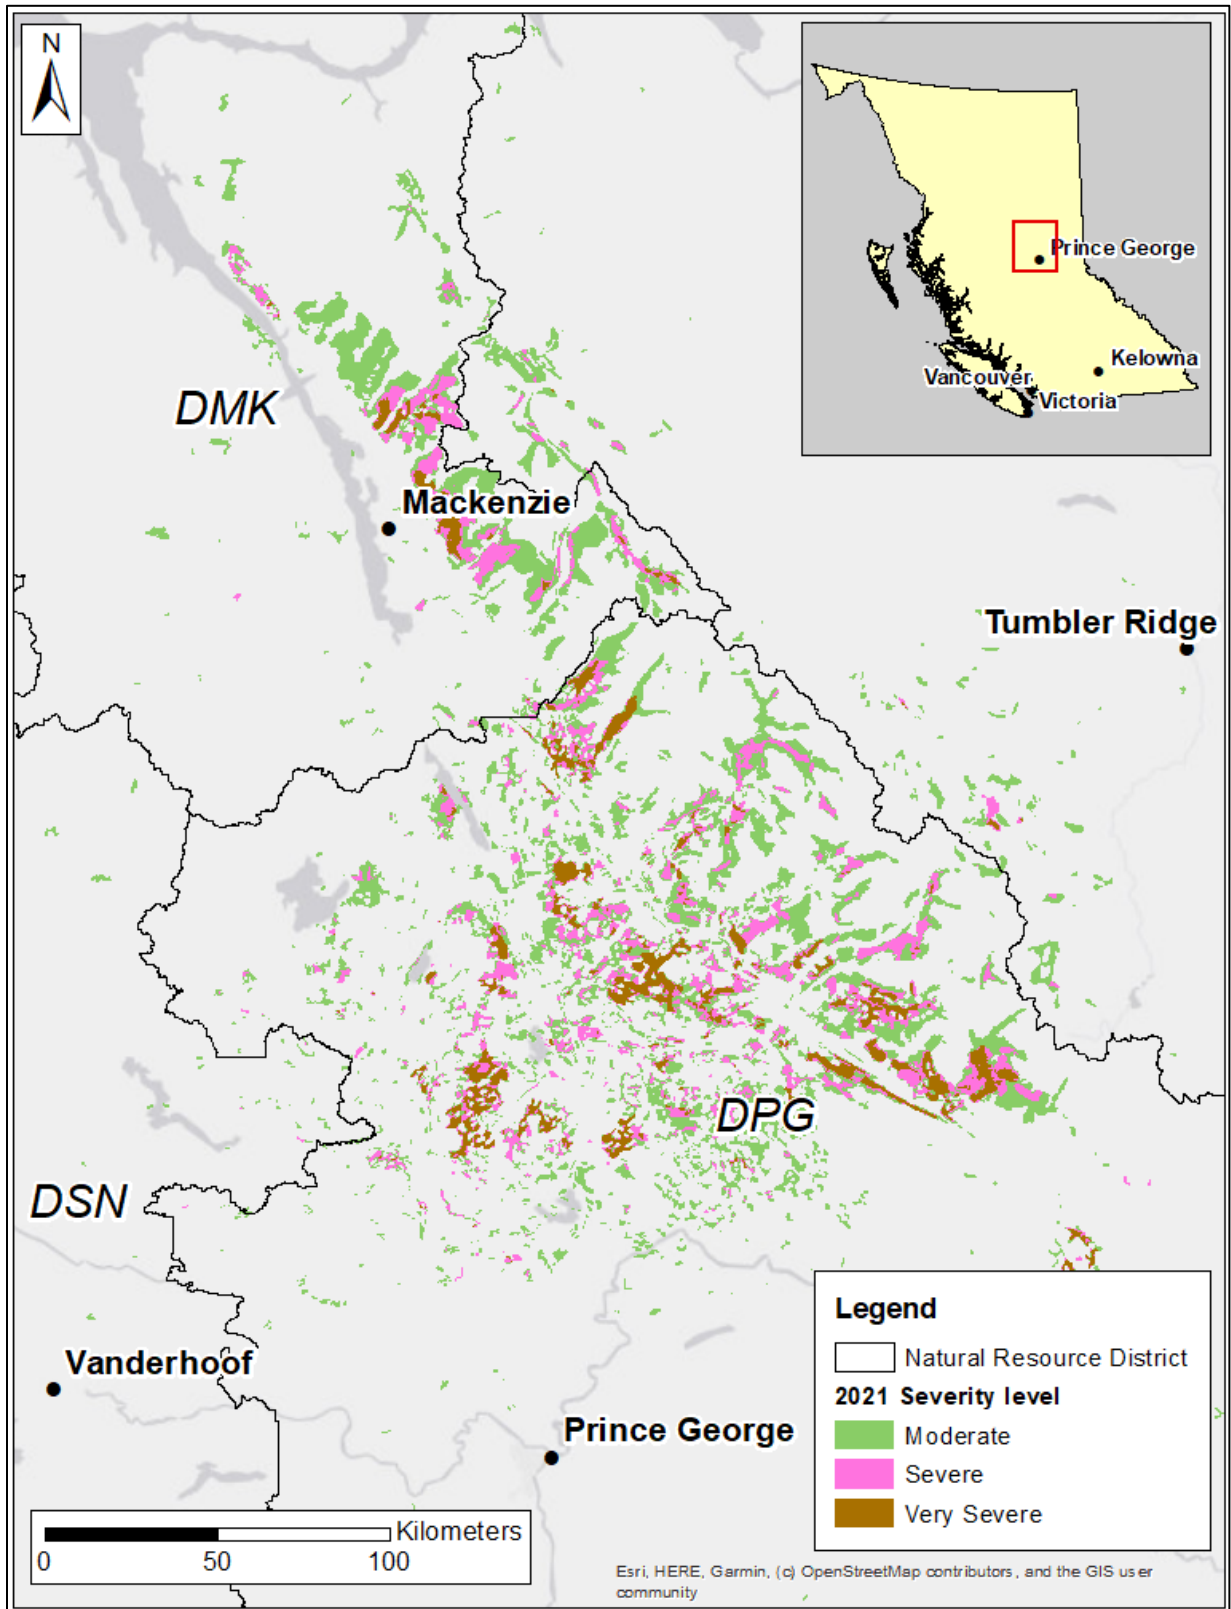 N
Prince George
Kelowna
Vancouver
Victoria
DMK
Mackenzie
Tumbler Ridge
DPG
DSN
Vanderhoof
Prince George
Legend
Natural Resource District
2021 Severity level
Moderate
Severe
Very Severe
Kilometers
0 50 100
Esri, HERE, Garmin, (c) OpenStreetMap contributors, and the GIS user
community